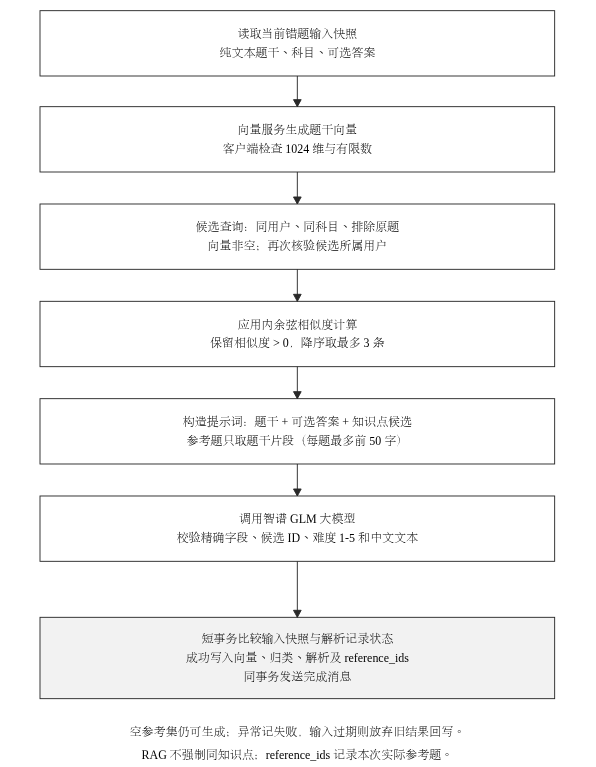 读取当前错题输入快照
纯文本题干、科目、可选答案
向量服务生成题干向量
客户端检查 1024 维与有限数
候选查询：同用户、同科目、排除原题
向量非空；再次核验候选所属用户
应用内余弦相似度计算
保留相似度 > 0，降序取最多 3 条
构造提示词：题干 + 可选答案 + 知识点候选
参考题只取题干片段（每题最多前 50 字）
调用智谱 GLM 大模型
校验精确字段、候选 ID、难度 1-5 和中文文本
短事务比较输入快照与解析记录状态
成功写入向量、归类、解析及 reference_ids
同事务发送完成消息
空参考集仍可生成；异常记失败，输入过期则放弃旧结果回写。
RAG 不强制同知识点；reference_ids 记录本次实际参考题。